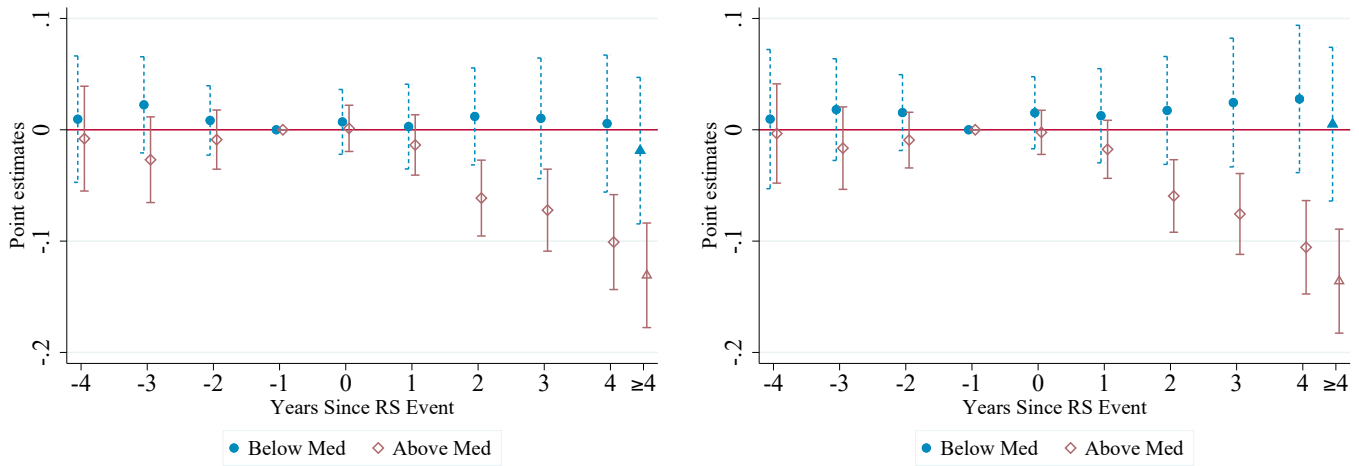 .1
0
-.1
-.2
Point estimates
-4 -3 -2 -1 0 1 2 3 4 ≥4
Years Since RS Event
Below Med Above Med
.1
0
-.1
-.2
Point estimates
-4 -3 -2 -1 0 1 2 3 4 ≥4
Years Since RS Event
Below Med Above Med